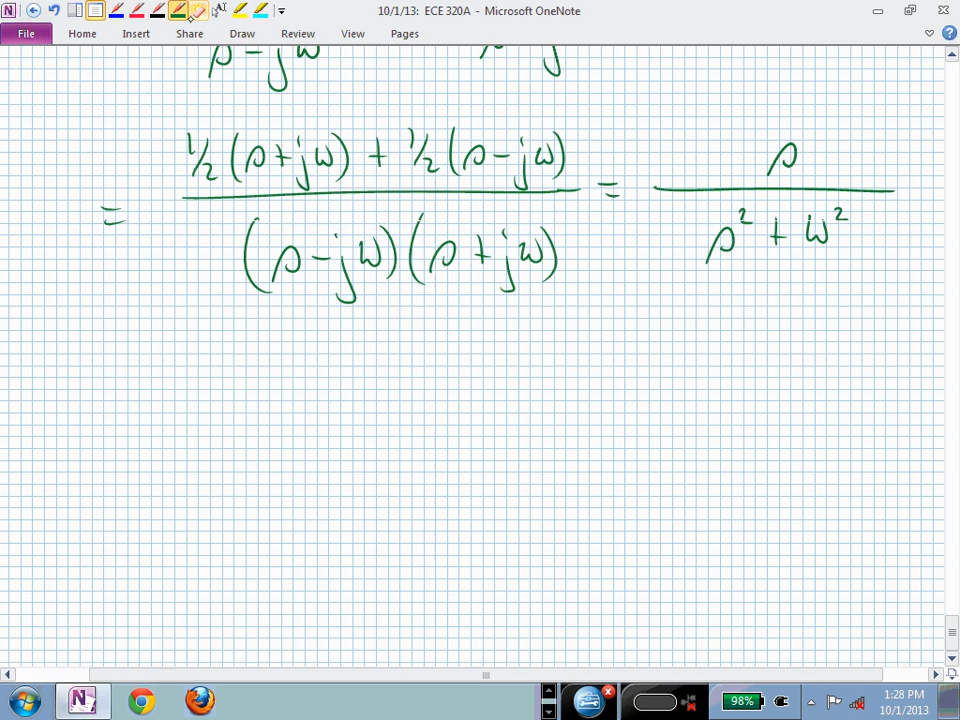 10/1/13: ECE 320A - Microsoft OneNote
File Home Insert Share Draw Review View Pages
s-jω
= (½(s+jω) + ½(s-jω)) / ((s-jω)(s+jω)) = s / (s² + ω²)
98% 1:28 PM
10/1/2013